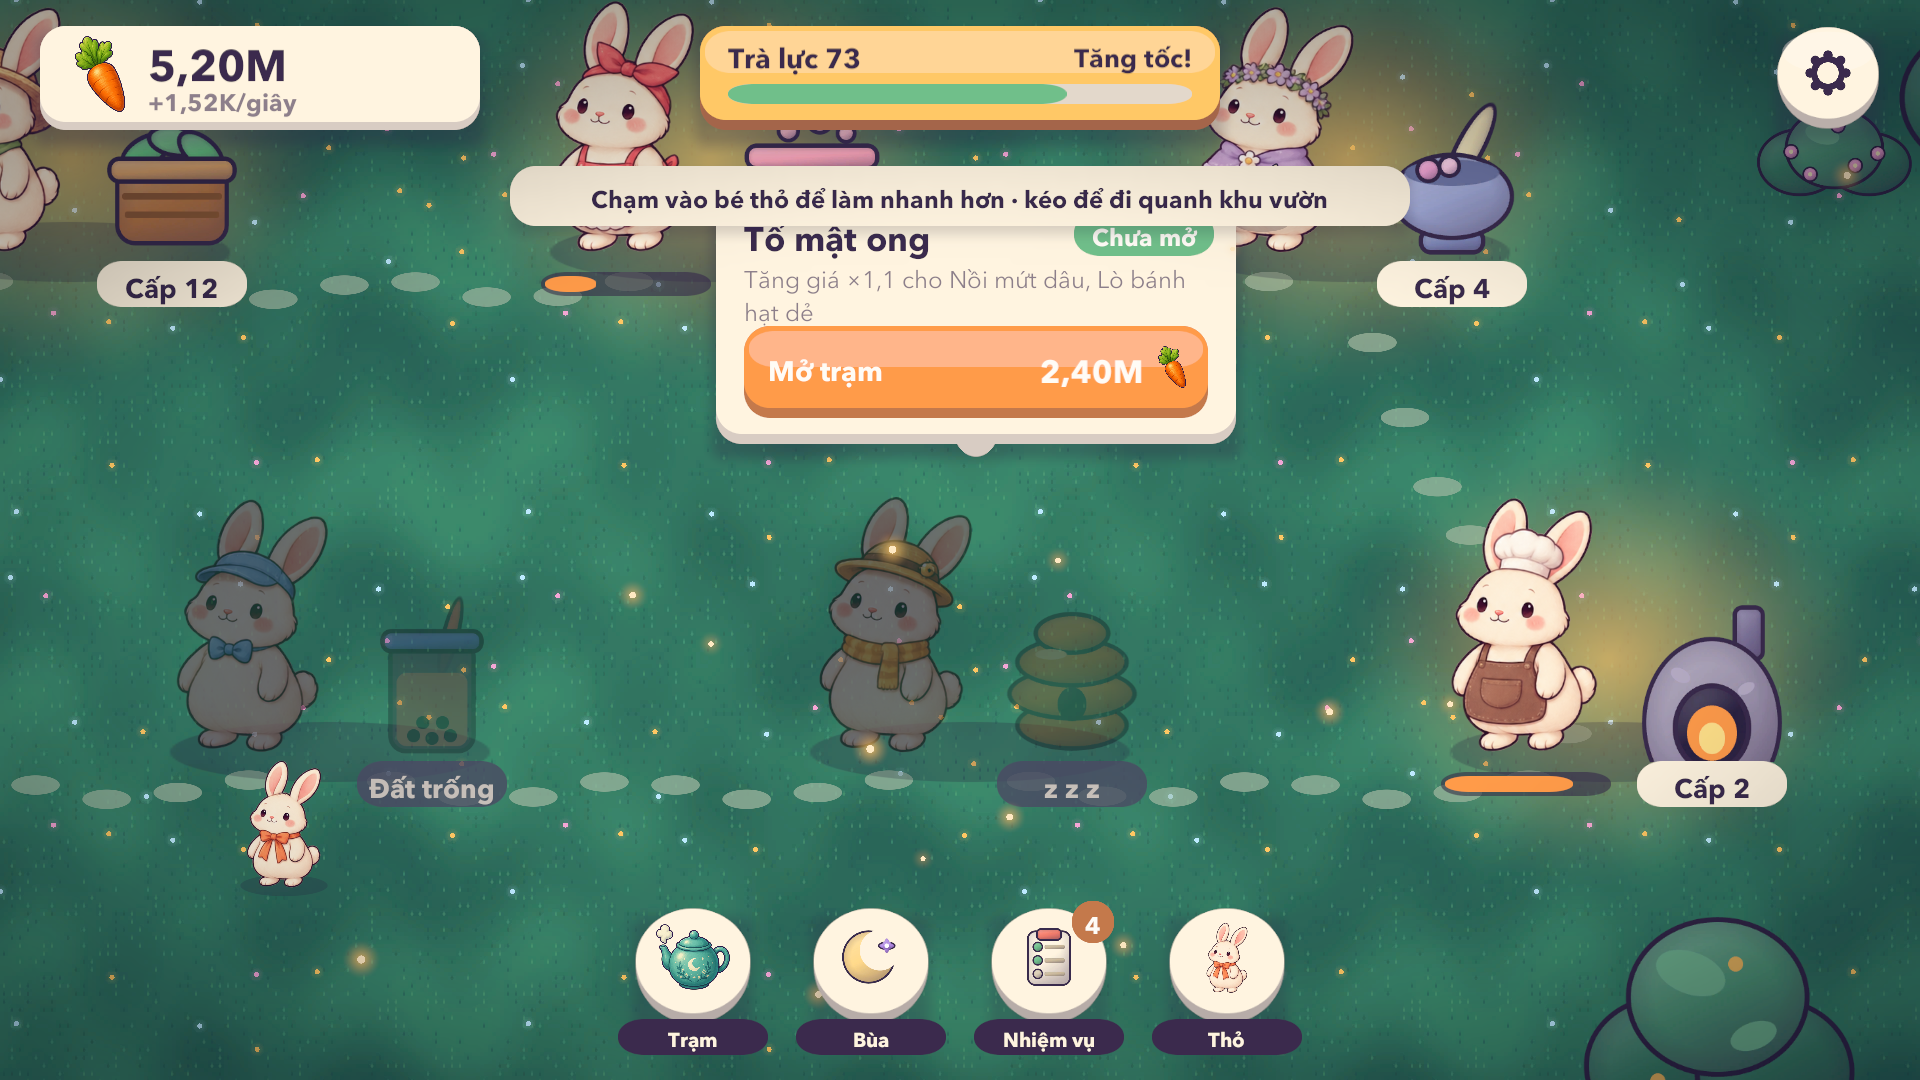 5,20M
+1,52K/giây
Trà lực 73
Tăng tốc!
Chạm vào bé thỏ để làm nhanh hơn · kéo để đi quanh khu vườn
Tổ mật ong
Chưa mở
Tăng giá ×1,1 cho Nồi mứt dâu, Lò bánh
hạt dẻ
Mở trạm
2,40M
Cấp 12
Cấp 4
Đất trống
z z z
Cấp 2
4
Trạm
Bùa
Nhiệm vụ
Thỏ